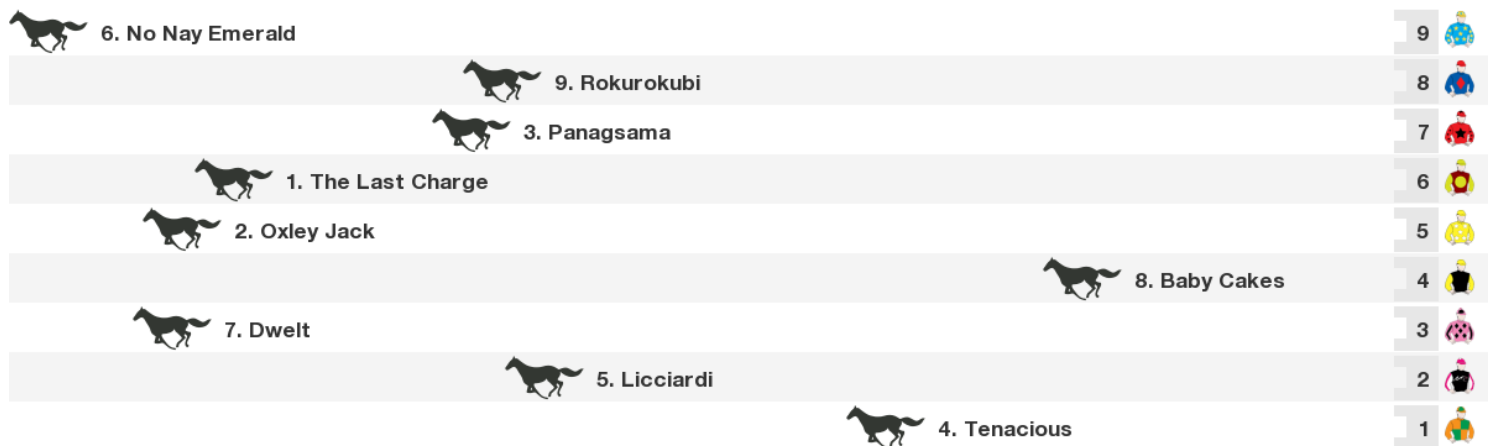 6. No Nay Emerald 9
9. Rokurokubi 8
3. Panagsama 7
1. The Last Charge 6
2. Oxley Jack 5
8. Baby Cakes 4
7. Dwelt 3
5. Licciardi 2
4. Tenacious 1